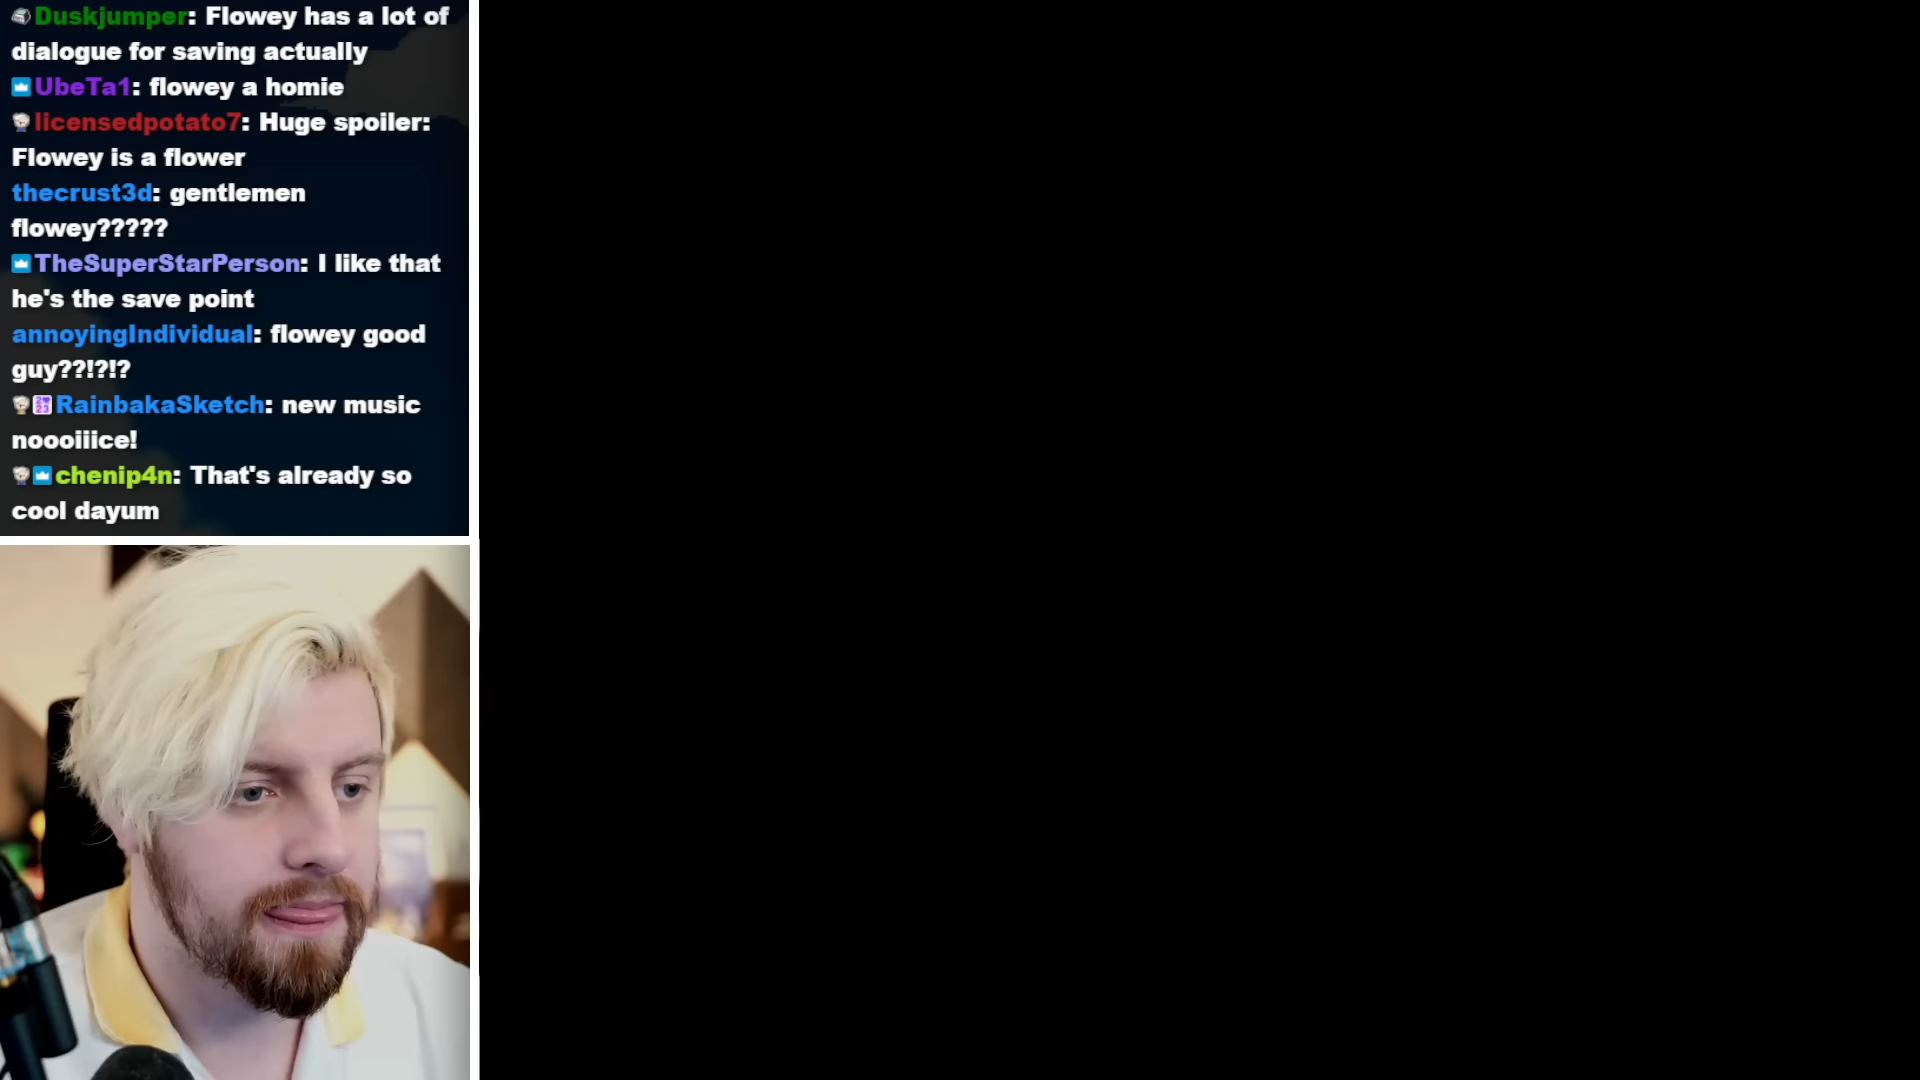 Duskjumper: Flowey has a lot of
dialogue for saving actually
UbeTa1: flowey a homie
licensedpotato7: Huge spoiler:
Flowey is a flower
thecrust3d: gentlemen
flowey?????
TheSuperStarPerson: I like that
he's the save point
annoyingIndividual: flowey good
guy??!?!?
RainbakaSketch: new music
noooiiice!
chenip4n: That's already so
cool dayum